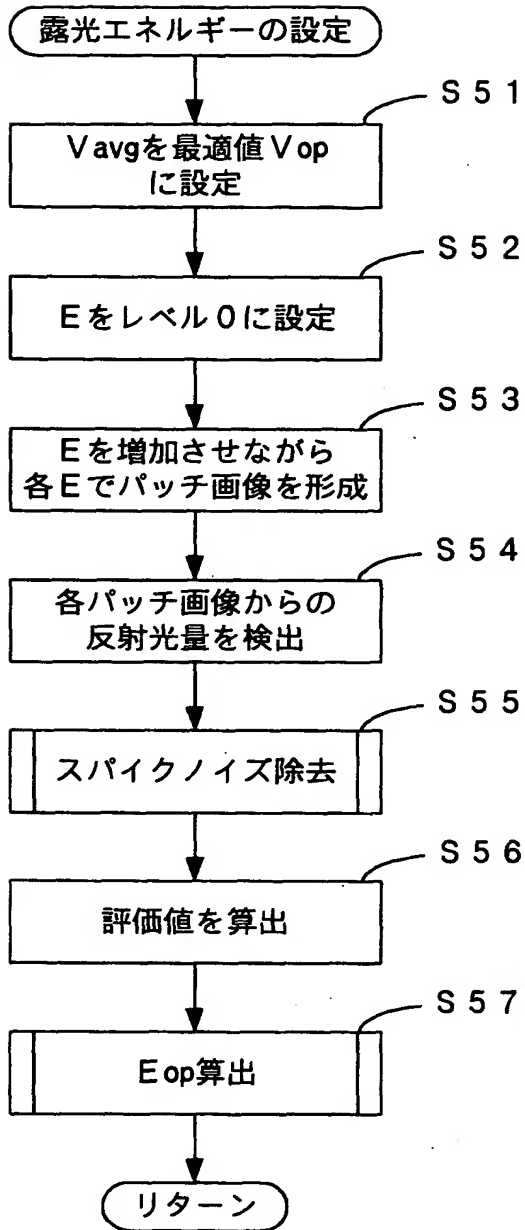 露光エネルギーの設定
S51
Vavgを最適値Vop
に設定
S52
Eをレベル0に設定
S53
Eを増加させながら
各Eでパッチ画像を形成
S54
各パッチ画像からの
反射光量を検出
S55
スパイクノイズ除去
S56
評価値を算出
S57
Eop算出
リターン